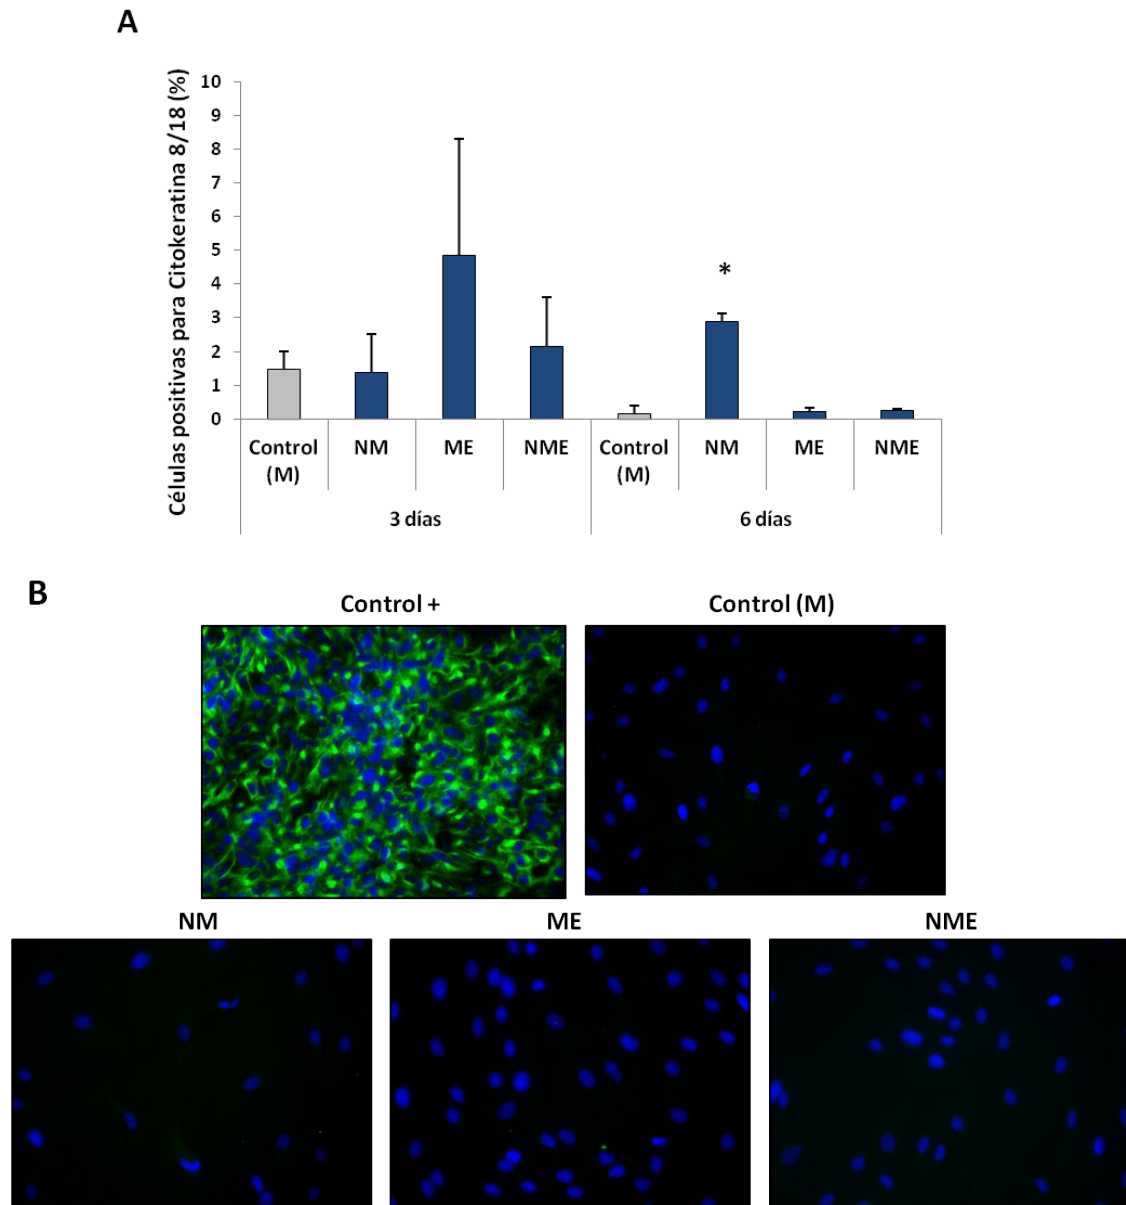 A
Células positivas para Citokeratina 8/18 (%)
10
9
8
7
6
5
4
3
2
1
0
*
Control (M)
NM
ME
NME
Control (M)
NM
ME
NME
3 días
6 días
B
Control +
Control (M)
NM
ME
NME